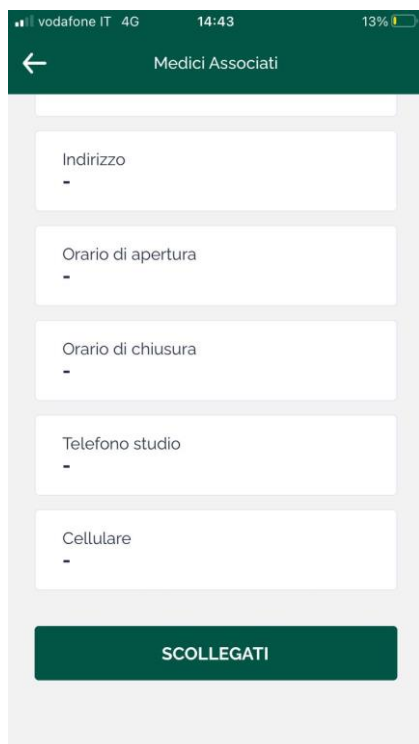 vodafone IT 4G 14:43 13%
Medici Associati
Indirizzo
-
Orario di apertura
-
Orario di chiusura
-
Telefono studio
-
Cellulare
-
SCOLLEGATI